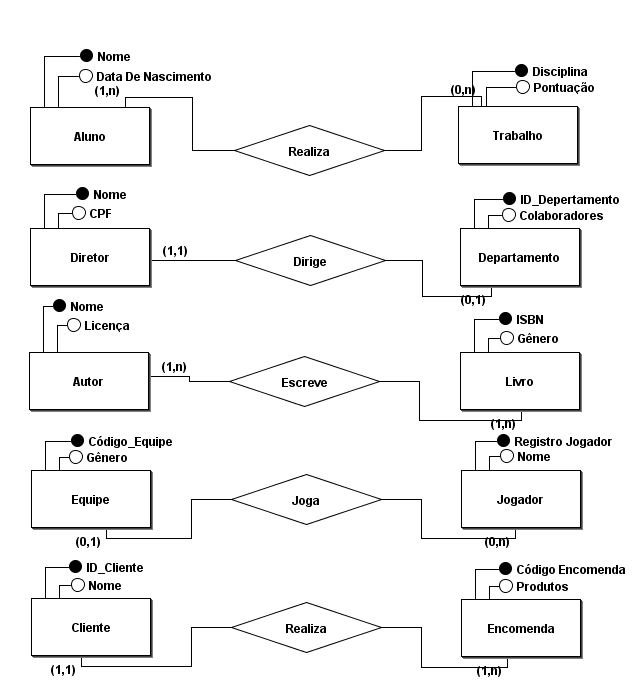 Nome
Data De Nascimento
(1,n)
Aluno
Realiza
(0,n)
Disciplina
Pontuação
Trabalho
Nome
CPF
Diretor
(1,1)
Dirige
ID_Depertamento
Colaboradores
Departamento
(0,1)
Nome
Licença
Autor
(1,n)
Escreve
ISBN
Gênero
Livro
(1,n)
Código_Equipe
Gênero
Equipe
(0,1)
Joga
Registro Jogador
Nome
Jogador
(0,n)
ID_Cliente
Nome
Cliente
(1,1)
Realiza
Código Encomenda
Produtos
Encomenda
(1,n)